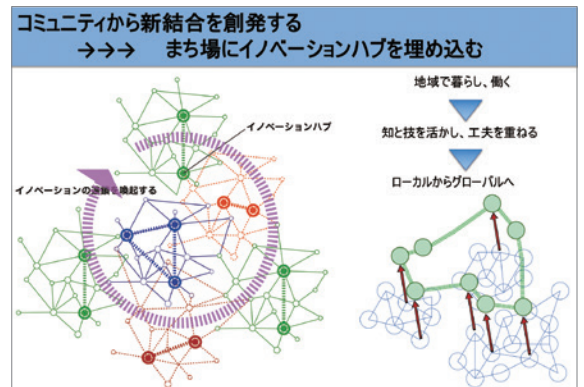 コミュニティから新結合を創発する
→→→ まち場にイノベーションハブを埋め込む
イノベーションハブ
イノベーションの連鎖を喚起する
地域で暮らし、働く
知と技を活かし、工夫を重ねる
ローカルからグローバルへ